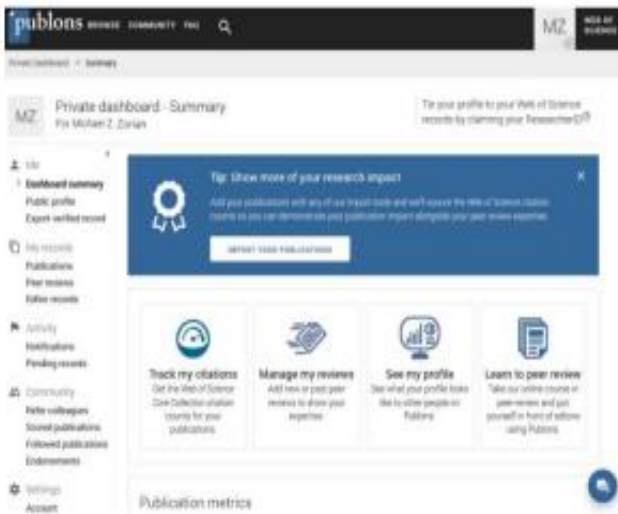 publons BROWSE COMMUNITY FAQ
MZ
WEB OF
SCIENCE
Private Dashboard > Summary
MZ
Private dashboard - Summary
For Michael Z. Zorian
Tie your profile to your Web of Science
records by claiming your ResearcherID
Me
Dashboard summary
Public profile
Export verified record
My records
Publications
Peer reviews
Editor records
Activity
Notifications
Pending records
Community
Refer colleagues
Scored publications
Followed publications
Endorsements
Settings
Account
Tip: Show more of your research impact
Add your publications with any of our import tools and we'll source the Web of Science citation
counts so you can demonstrate your publication impact alongside your peer review expertise.
IMPORT YOUR PUBLICATIONS
Track my citations
Get the Web of Science
Core Collection citation
counts for your
publications.
Manage my reviews
Add new or past peer
reviews to show your
expertise.
See my profile
See what your profile looks
like to other people on
Publons.
Learn to peer review
Take our online course in
peer review and put
yourself in front of editors
using Publons.
Publication metrics